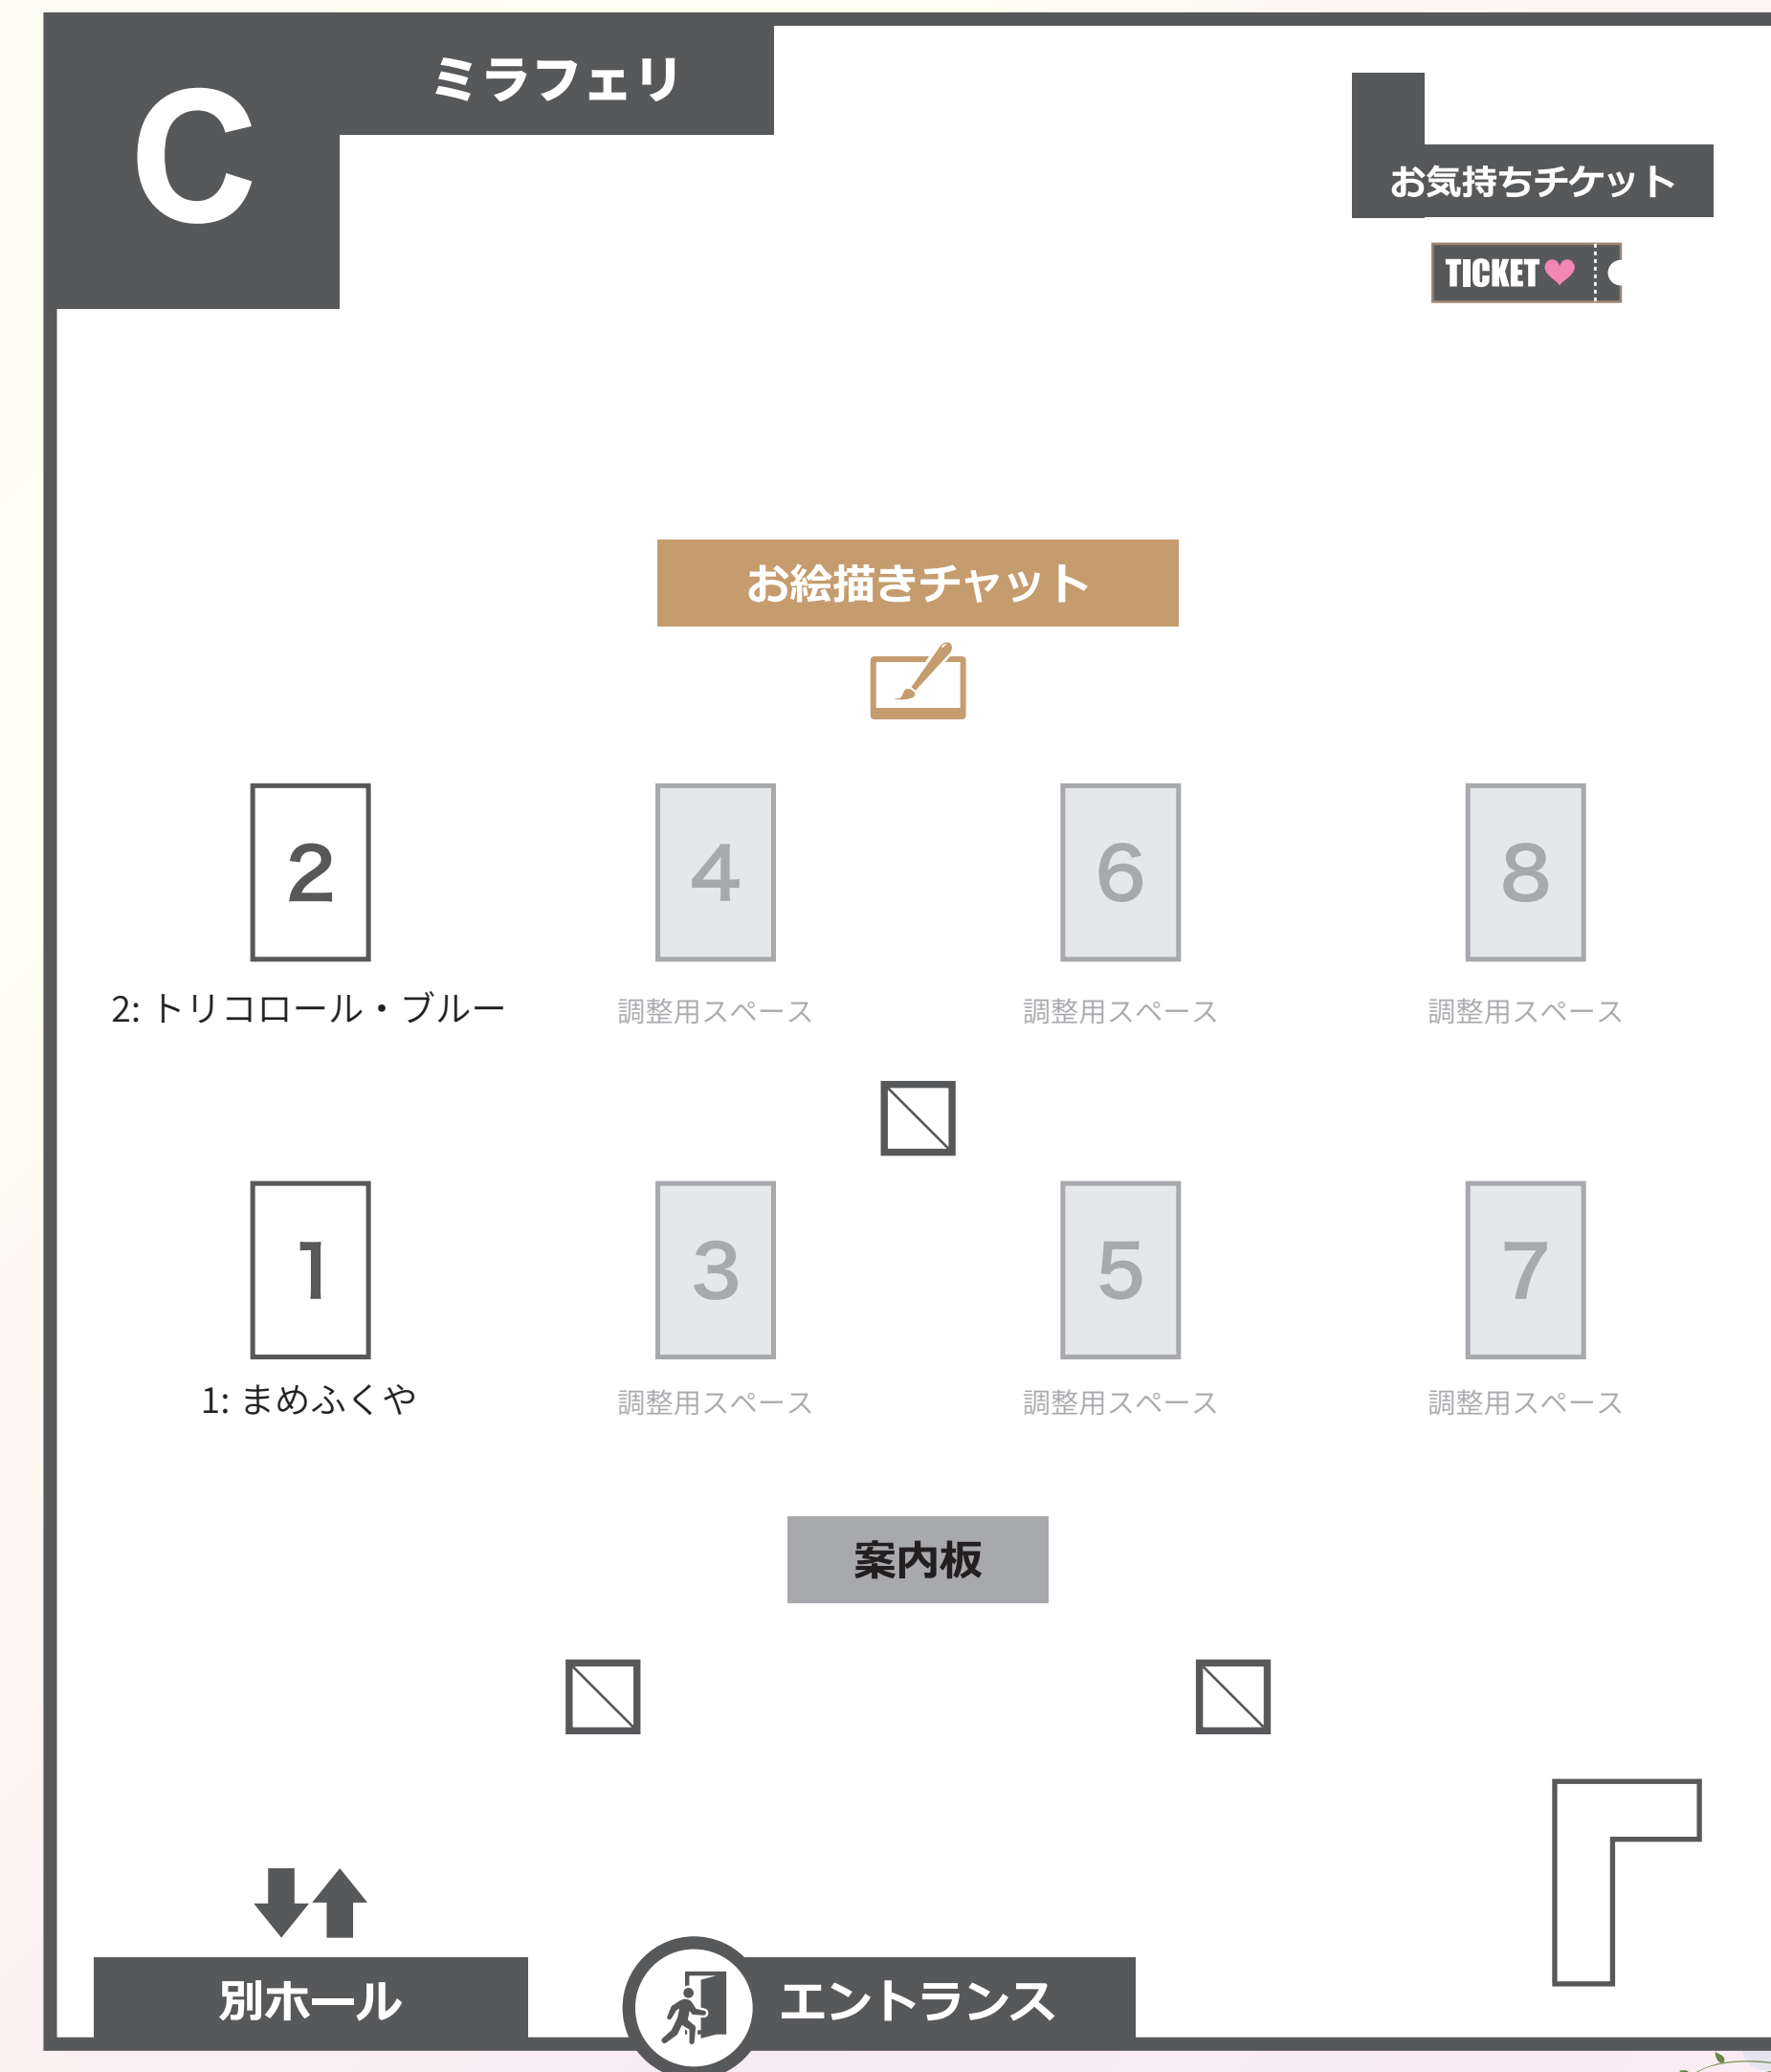 C
ミラフェリ
お気持ちチケット
TICKET
お絵描きチャット
2
4
6
8
2: トリコロール・ブルー
調整用スペース
調整用スペース
調整用スペース
1
3
5
7
1: まめふくや
調整用スペース
調整用スペース
調整用スペース
案内板
別ホール
エントランス